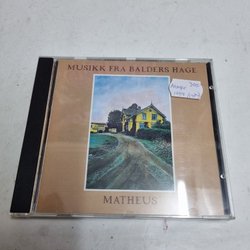 MUSIKK FRA BALDERS HAGE
MATHEUS